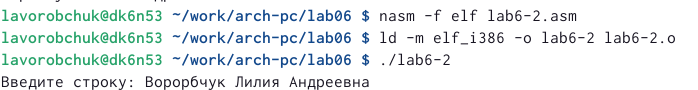 lavorobchuk@dk6n53 ~/work/arch-pc/lab06 $ nasm -f elf lab6-2.asm
lavorobchuk@dk6n53 ~/work/arch-pc/lab06 $ ld -m elf_i386 -o lab6-2 lab6-2.o
lavorobchuk@dk6n53 ~/work/arch-pc/lab06 $ ./lab6-2
Введите строку: Ворорбчук Лилия Андреевна